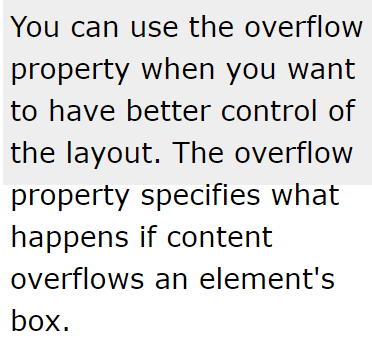 You can use the overflow
property when you want
to have better control of
the layout. The overflow
property specifies what
happens if content
overflows an element's
box.